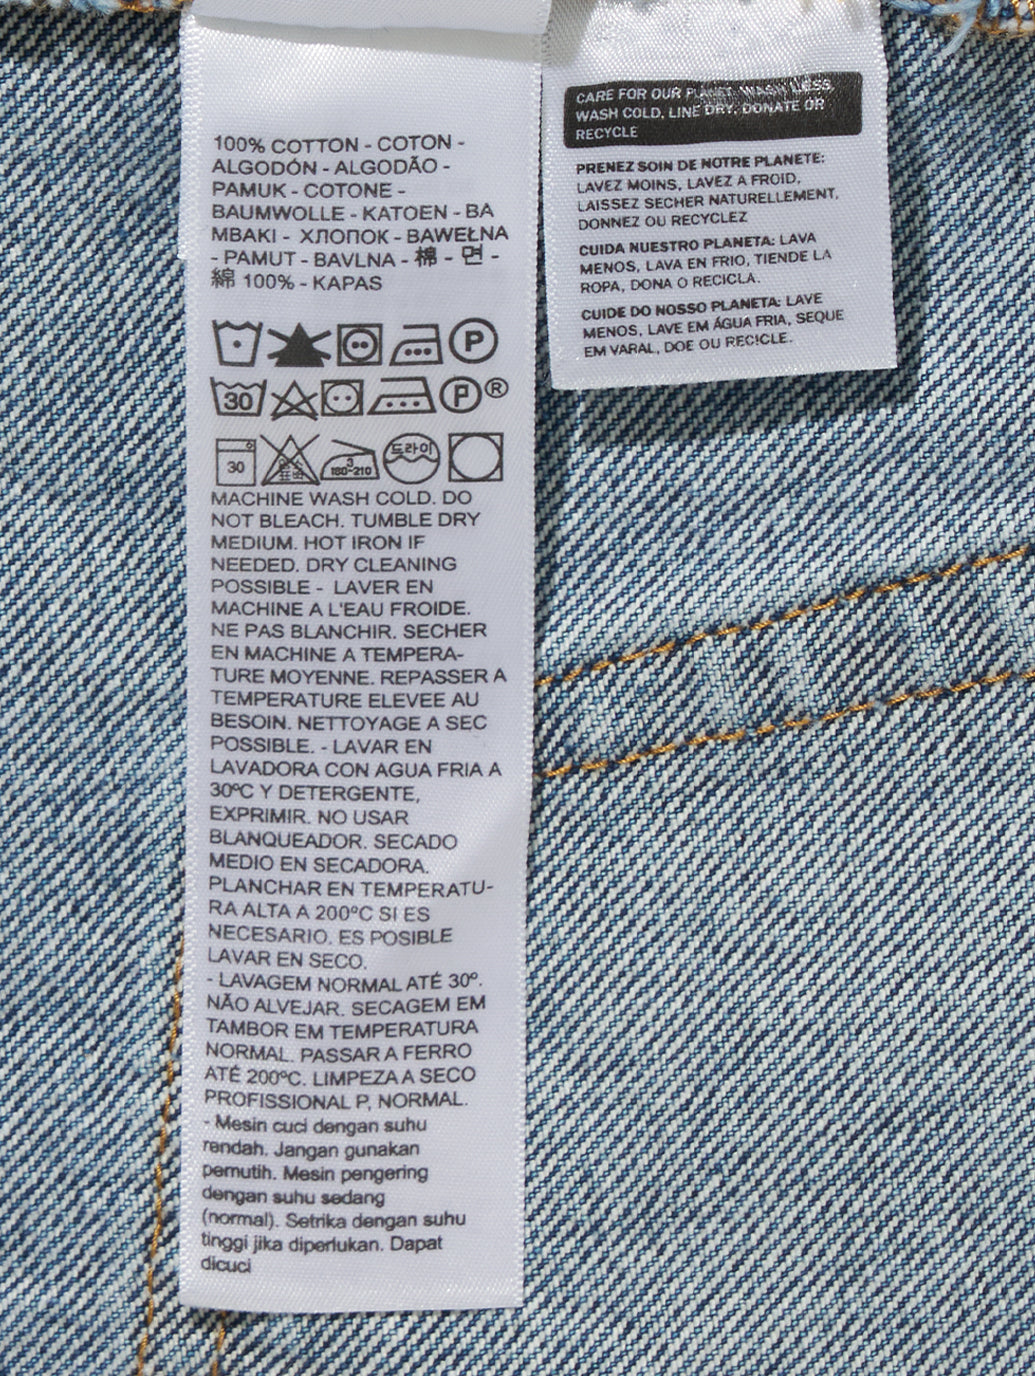 100% COTTON - COTON -
ALGODÓN - ALGODÃO -
PAMUK - COTONE -
BAUMWOLLE - KATOEN - BA
MBAKI - ХЛОПОК - BAWEŁNA
- PAMUT - BAVLNA - 棉 - 면 -
綿 100% - KAPAS
P
30 P ®
30 180-210 드라이
MACHINE WASH COLD. DO
NOT BLEACH. TUMBLE DRY
MEDIUM. HOT IRON IF
NEEDED. DRY CLEANING
POSSIBLE - LAVER EN
MACHINE A L'EAU FROIDE.
NE PAS BLANCHIR. SECHER
EN MACHINE A TEMPERA-
TURE MOYENNE. REPASSER A
TEMPERATURE ELEVEE AU
BESOIN. NETTOYAGE A SEC
POSSIBLE. - LAVAR EN
LAVADORA CON AGUA FRIA A
30ºC Y DETERGENTE,
EXPRIMIR. NO USAR
BLANQUEADOR. SECADO
MEDIO EN SECADORA.
PLANCHAR EN TEMPERATU-
RA ALTA A 200ºC SI ES
NECESARIO. ES POSIBLE
LAVAR EN SECO.
- LAVAGEM NORMAL ATÉ 30º.
NÃO ALVEJAR. SECAGEM EM
TAMBOR EM TEMPERATURA
NORMAL. PASSAR A FERRO
ATÉ 200ºC. LIMPEZA A SECO
PROFISSIONAL P, NORMAL.
- Mesin cuci dengan suhu
rendah. Jangan gunakan
pemutih. Mesin pengering
dengan suhu sedang
(normal). Setrika dengan suhu
tinggi jika diperlukan. Dapat
dicuci
CARE FOR OUR PLANET. WASH LESS,
WASH COLD, LINE DRY, DONATE OR
RECYCLE
PRENEZ SOIN DE NOTRE PLANETE:
LAVEZ MOINS, LAVEZ A FROID,
LAISSEZ SECHER NATURELLEMENT,
DONNEZ OU RECYCLEZ
CUIDA NUESTRO PLANETA: LAVA
MENOS, LAVA EN FRIO, TIENDE LA
ROPA, DONA O RECICLA.
CUIDE DO NOSSO PLANETA: LAVE
MENOS, LAVE EM ÁGUA FRIA, SEQUE
EM VARAL, DOE OU RECICLE.